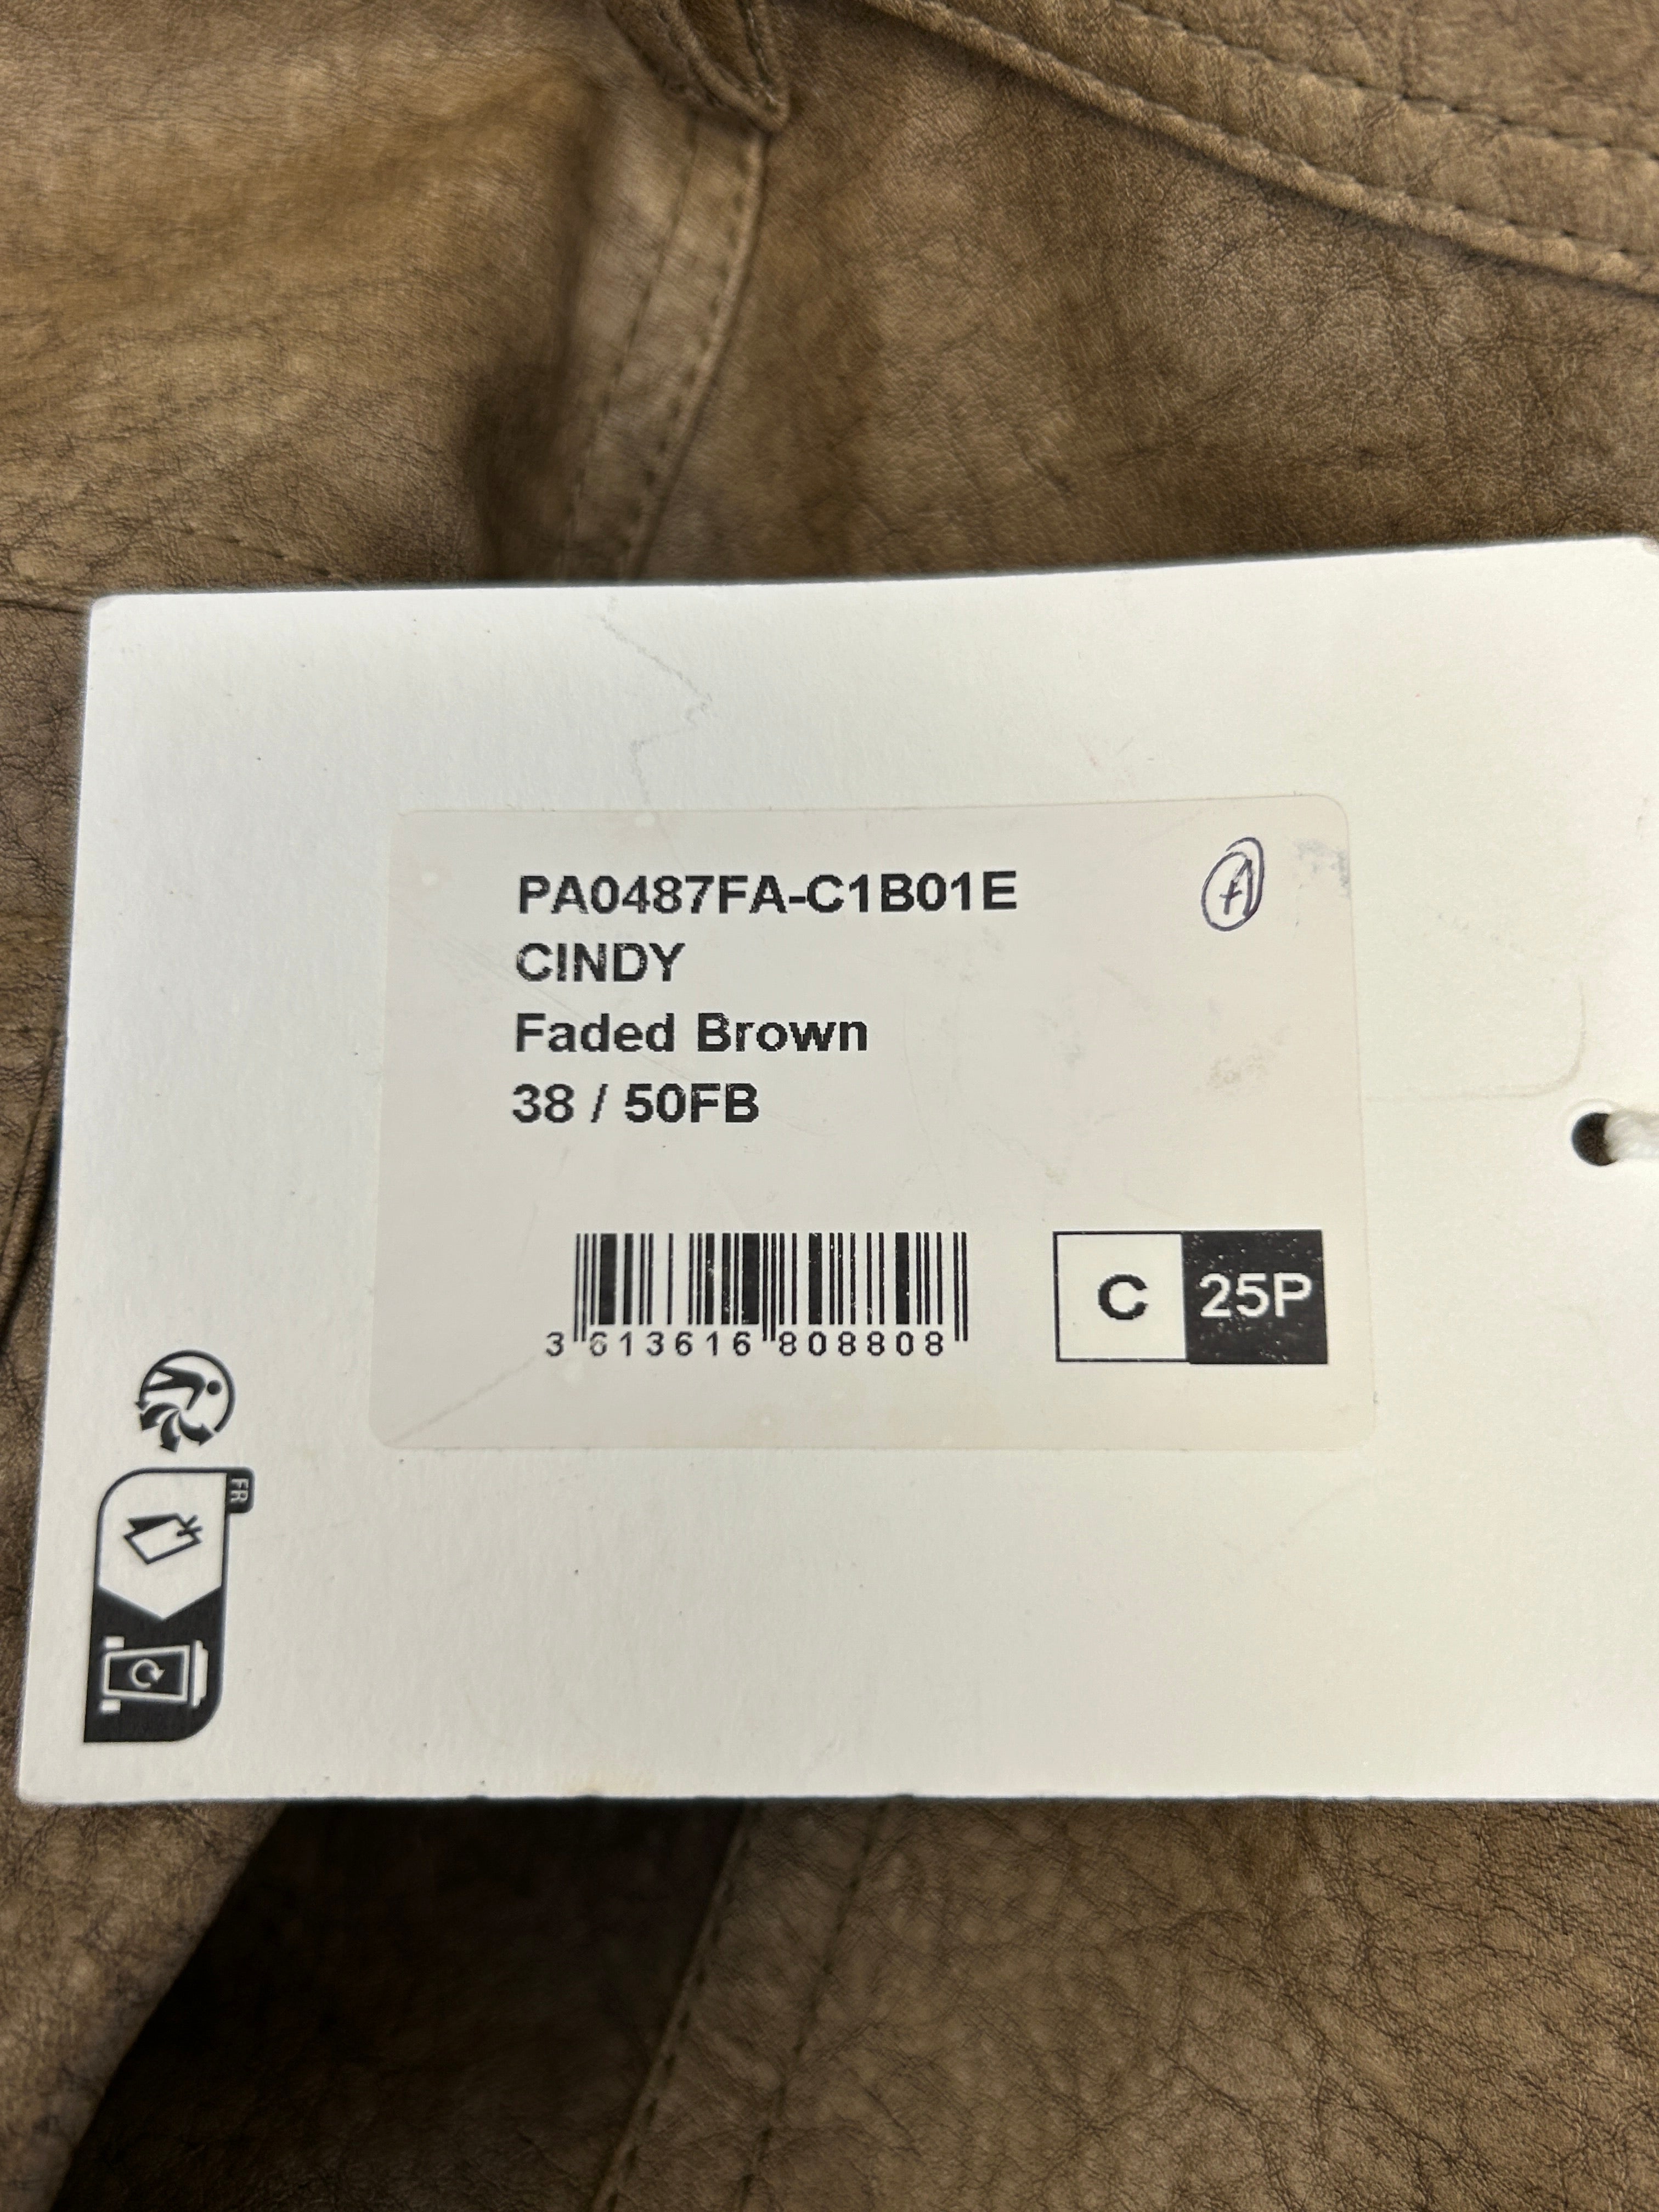 PA0487FA-C1B01E
A
CINDY
Faded Brown
38 / 50FB
3 613616 808808
C 25P
FR